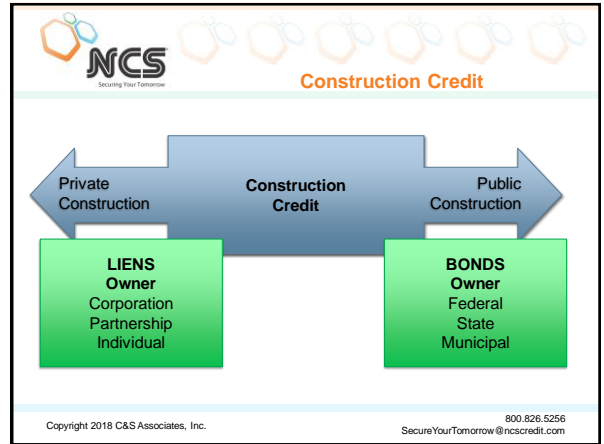 NCS
Securing Your Tomorrow
Construction Credit
Private
Construction
Construction
Credit
Public
Construction
LIENS
Owner
Corporation
Partnership
Individual
BONDS
Owner
Federal
State
Municipal
Copyright 2018 C&S Associates, Inc.
800.826.5256
SecureYourTomorrow@ncscredit.com